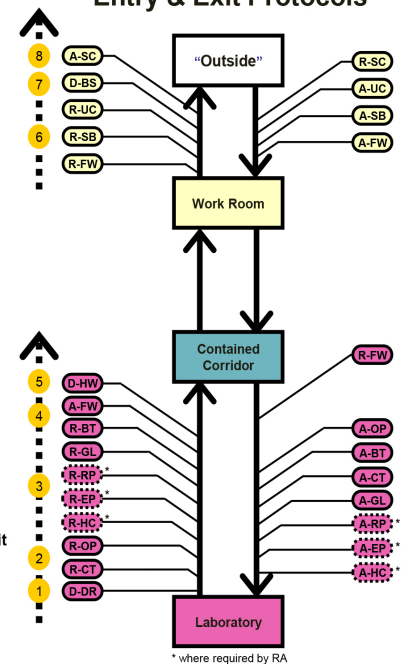 Entry & Exit Protocols
8
A-SC
"Outside"
R-SC
7
D-BS
A-UC
R-UC
A-SB
6
R-SB
A-FW
R-FW
Work Room
Contained
Corridor
R-FW
5
D-HW
4
A-FW
R-BT
A-OP
R-GL
A-BT
3
R-RP *
A-CT
R-EP *
A-GL
R-HC *
A-RP *
it
R-OP
A-EP *
2
R-CT
A-HC *
1
D-DR
Laboratory
* where required by RA